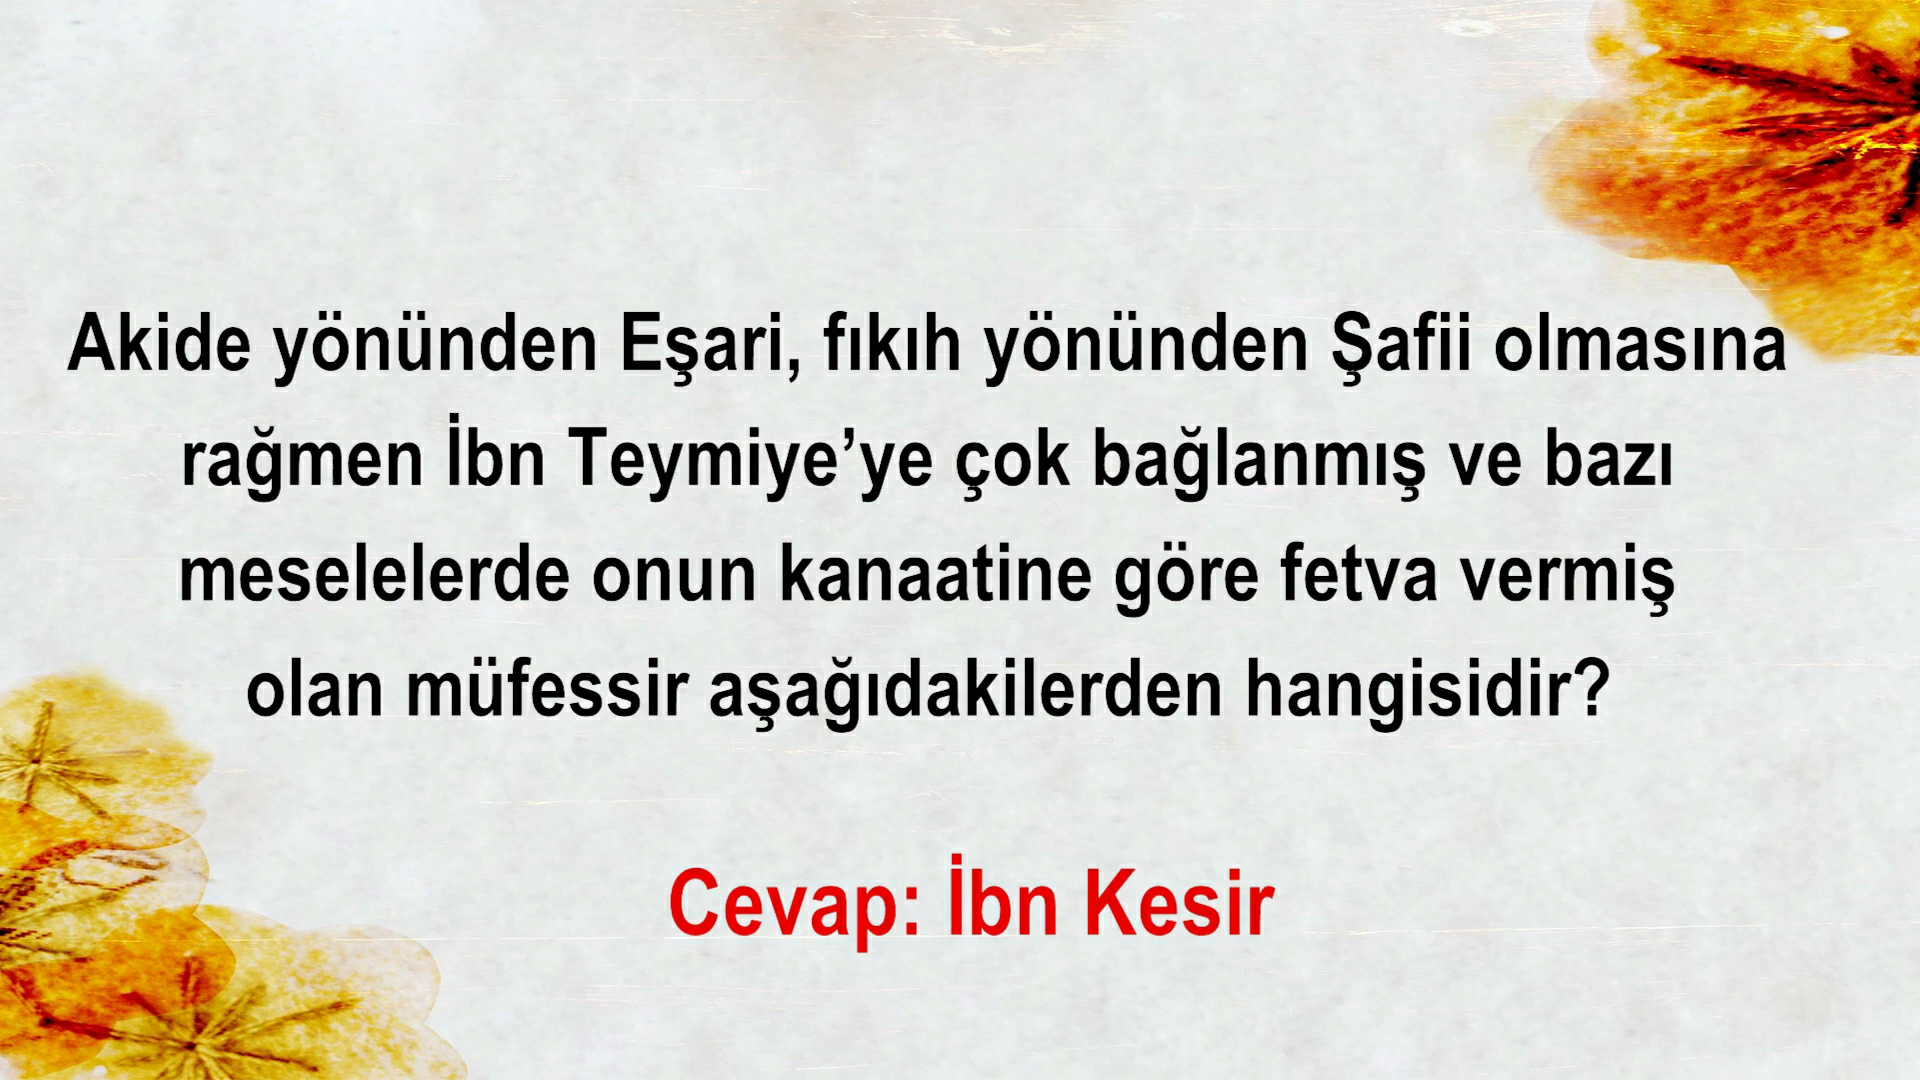 Akide yönünden Eşari, fıkıh yönünden Şafii olmasına
rağmen İbn Teymiye’ye çok bağlanmış ve bazı
meselelerde onun kanaatine göre fetva vermiş
olan müfessir aşağıdakilerden hangisidir?
Cevap: İbn Kesir